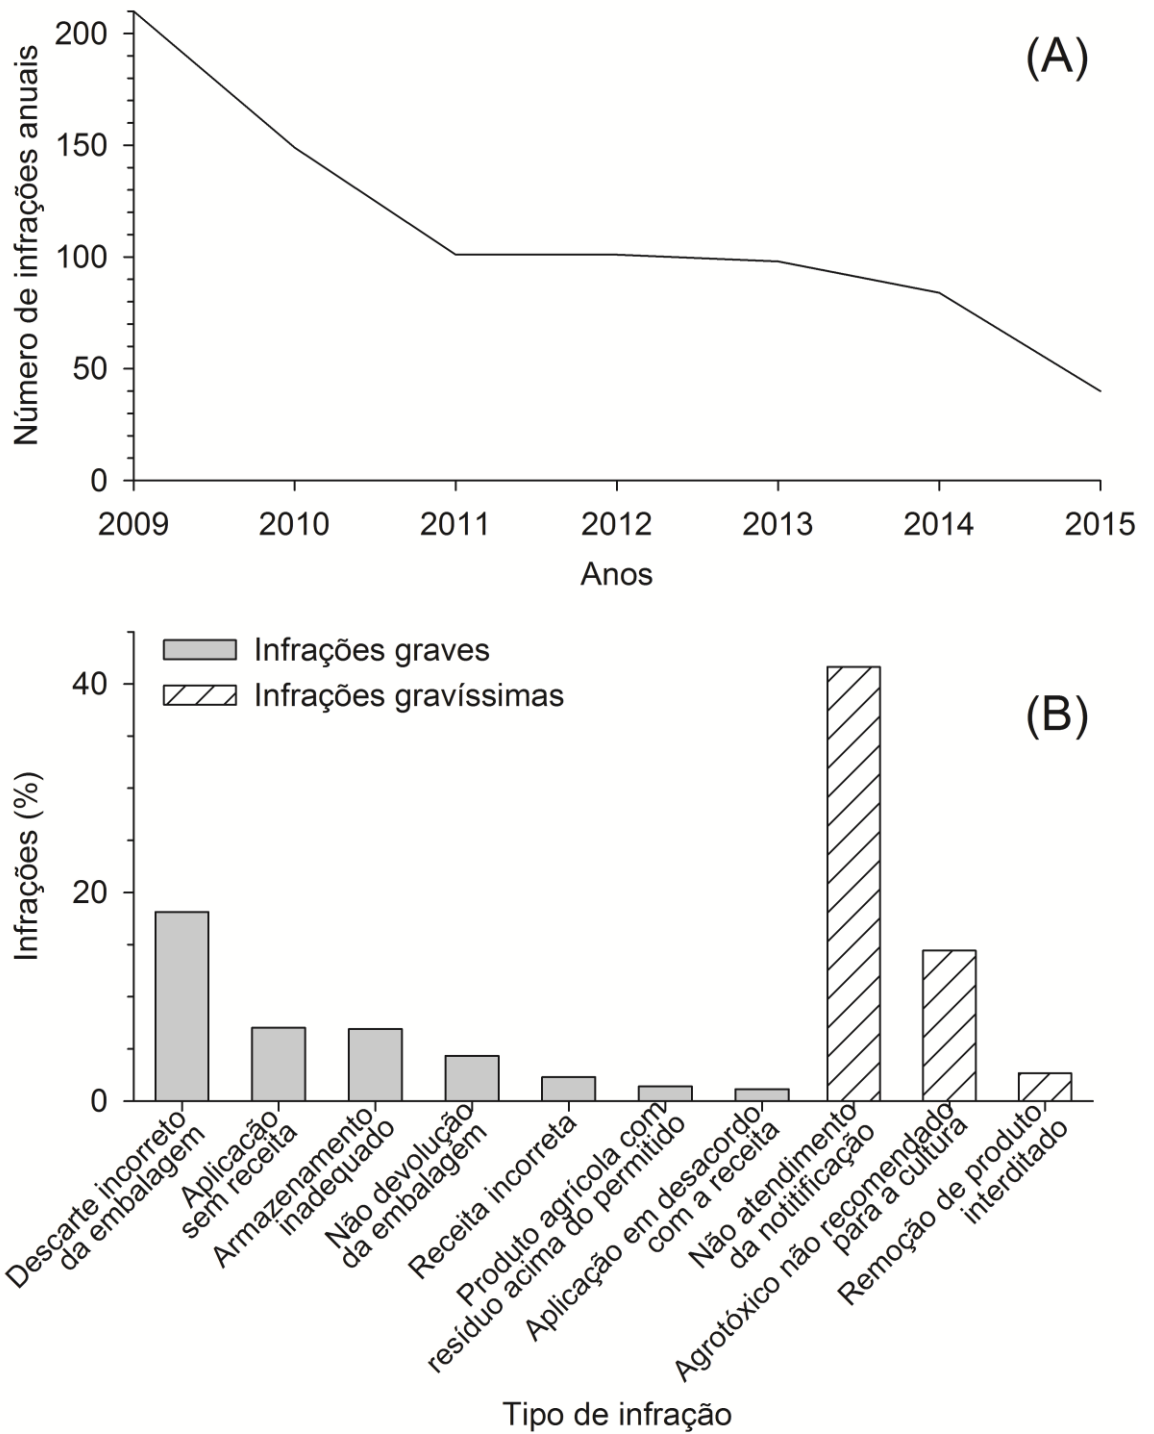 (A)
Número de infrações anuais
200
150
100
50
0
2009 2010 2011 2012 2013 2014 2015
Anos
Infrações graves
Infrações gravíssimas
(B)
Infrações (%)
40
20
0
Descarte incorreto
da embalagem
Aplicação
sem receita
Armazenamento
inadequado
Não devolução
da embalagem
Receita incorreta
Produto agrícola com
resíduo acima do permitido
Aplicação em desacordo
com a receita
Não atendimento
da notitificação
Agrotóxico não recomendado
para a cultura
Remoção de produto
interditado
Tipo de infração